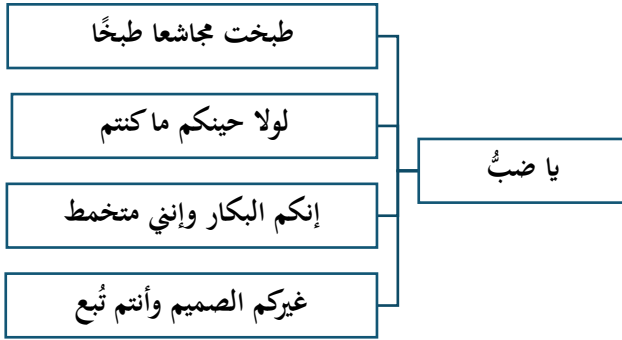 يا ضبُّ
طبخت مجاشعا طبخًا
لولا حينكم ما كنتم
إنكم البكار وإنني متخمط
غيركم الصميم وأنتم تُبع